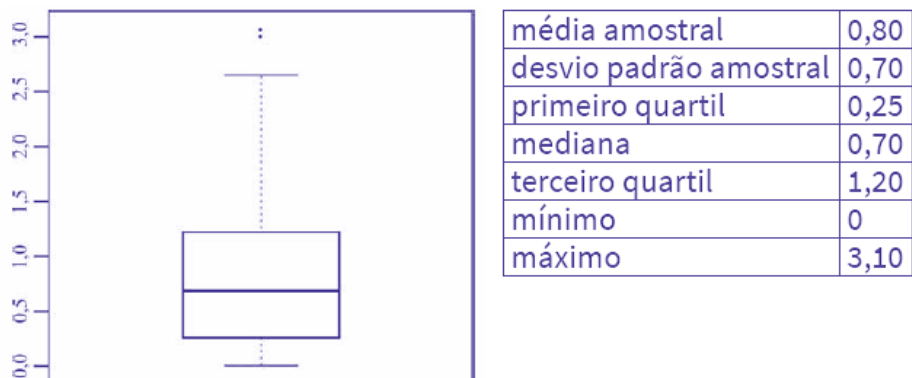 3,0
2,5
2,0
1,5
1,0
0,5
0,0
média amostral 0,80
desvio padrão amostral 0,70
primeiro quartil 0,25
mediana 0,70
terceiro quartil 1,20
mínimo 0
máximo 3,10